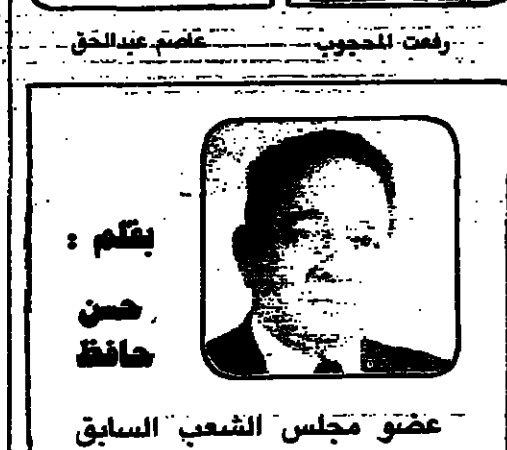 رفعت المحجوب
عاصم عبدالحق
بقلم :
حسن
حافظ
عضو مجلس الشعب السابق